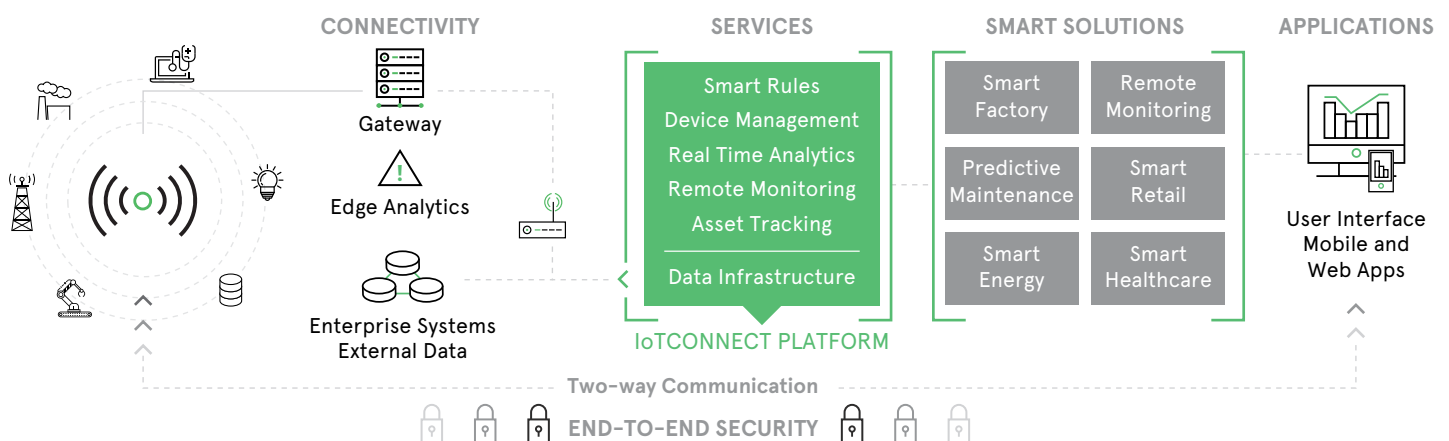 CONNECTIVITY
Gateway
Edge Analytics
Enterprise Systems
External Data
SERVICES
Smart Rules
Device Management
Real Time Analytics
Remote Monitoring
Asset Tracking
Data Infrastructure
IoTCONNECT PLATFORM
SMART SOLUTIONS
Smart
Factory
Remote
Monitoring
Predictive
Maintenance
Smart
Retail
Smart
Energy
Smart
Healthcare
APPLICATIONS
User Interface
Mobile and
Web Apps
Two-way Communication
END-TO-END SECURITY